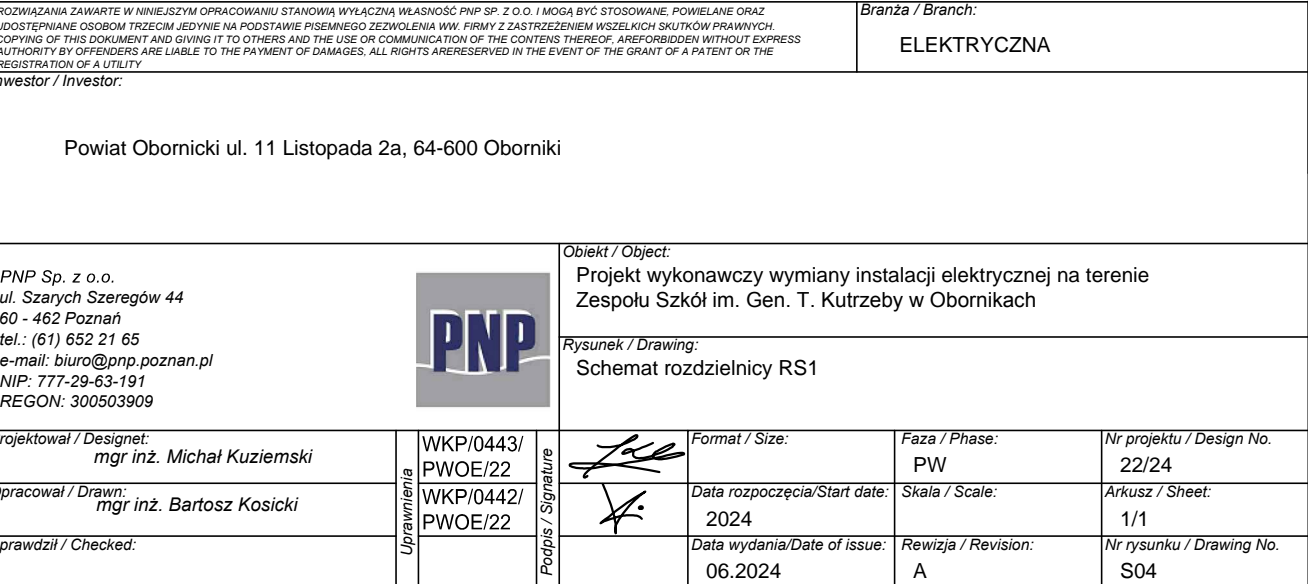 ROZWIĄZANIA ZAWARTE W NINIEJSZYM OPRACOWANIU STANOWIĄ WYŁĄCZNĄ WŁASNOŚĆ PNP SP. Z O.O. I MOGĄ BYĆ STOSOWANE, POWIELANE ORAZ
UDOSTĘPNIANE OSOBOM TRZECIM JEDYNIE NA PODSTAWIE PISEMNEGO ZEZWOLENIA WW. FIRMY Z ZASTRZEŻENIEM WSZELKICH SKUTKÓW PRAWNYCH.
COPYING OF THIS DOKUMENT AND GIVING IT TO OTHERS AND THE USE OR COMMUNICATION OF THE CONTENS THEREOF, AREFORBIDDEN WITHOUT EXPRESS
AUTHORITY BY OFFENDERS ARE LIABLE TO THE PAYMENT OF DAMAGES, ALL RIGHTS ARERESERVED IN THE EVENT OF THE GRANT OF A PATENT OR THE
REGISTRATION OF A UTILITY
Branża / Branch:
ELEKTRYCZNA
nwestor / Investor:
Powiat Obornicki ul. 11 Listopada 2a, 64-600 Oborniki
PNP Sp. z o.o.
ul. Szarych Szeregów 44
60 - 462 Poznań
tel.: (61) 652 21 65
e-mail: biuro@pnp.poznan.pl
NIP: 777-29-63-191
REGON: 300503909
PNP
Obiekt / Object:
Projekt wykonawczy wymiany instalacji elektrycznej na terenie
Zespołu Szkół im. Gen. T. Kutrzeby w Obornikach
Rysunek / Drawing:
Schemat rozdzielnicy RS1
rojektował / Designet:
mgr inż. Michał Kuziemski
Opracował / Drawn:
mgr inż. Bartosz Kosicki
prawdził / Checked:
Uprawnienia
WKP/0443/
PWOE/22
WKP/0442/
PWOE/22
Podpis / Signature
Format / Size:
Faza / Phase:
PW
Nr projektu / Design No.
22/24
Data rozpoczęcia/Start date:
2024
Skala / Scale:
Arkusz / Sheet:
1/1
Data wydania/Date of issue:
06.2024
Rewizja / Revision:
A
Nr rysunku / Drawing No.
S04